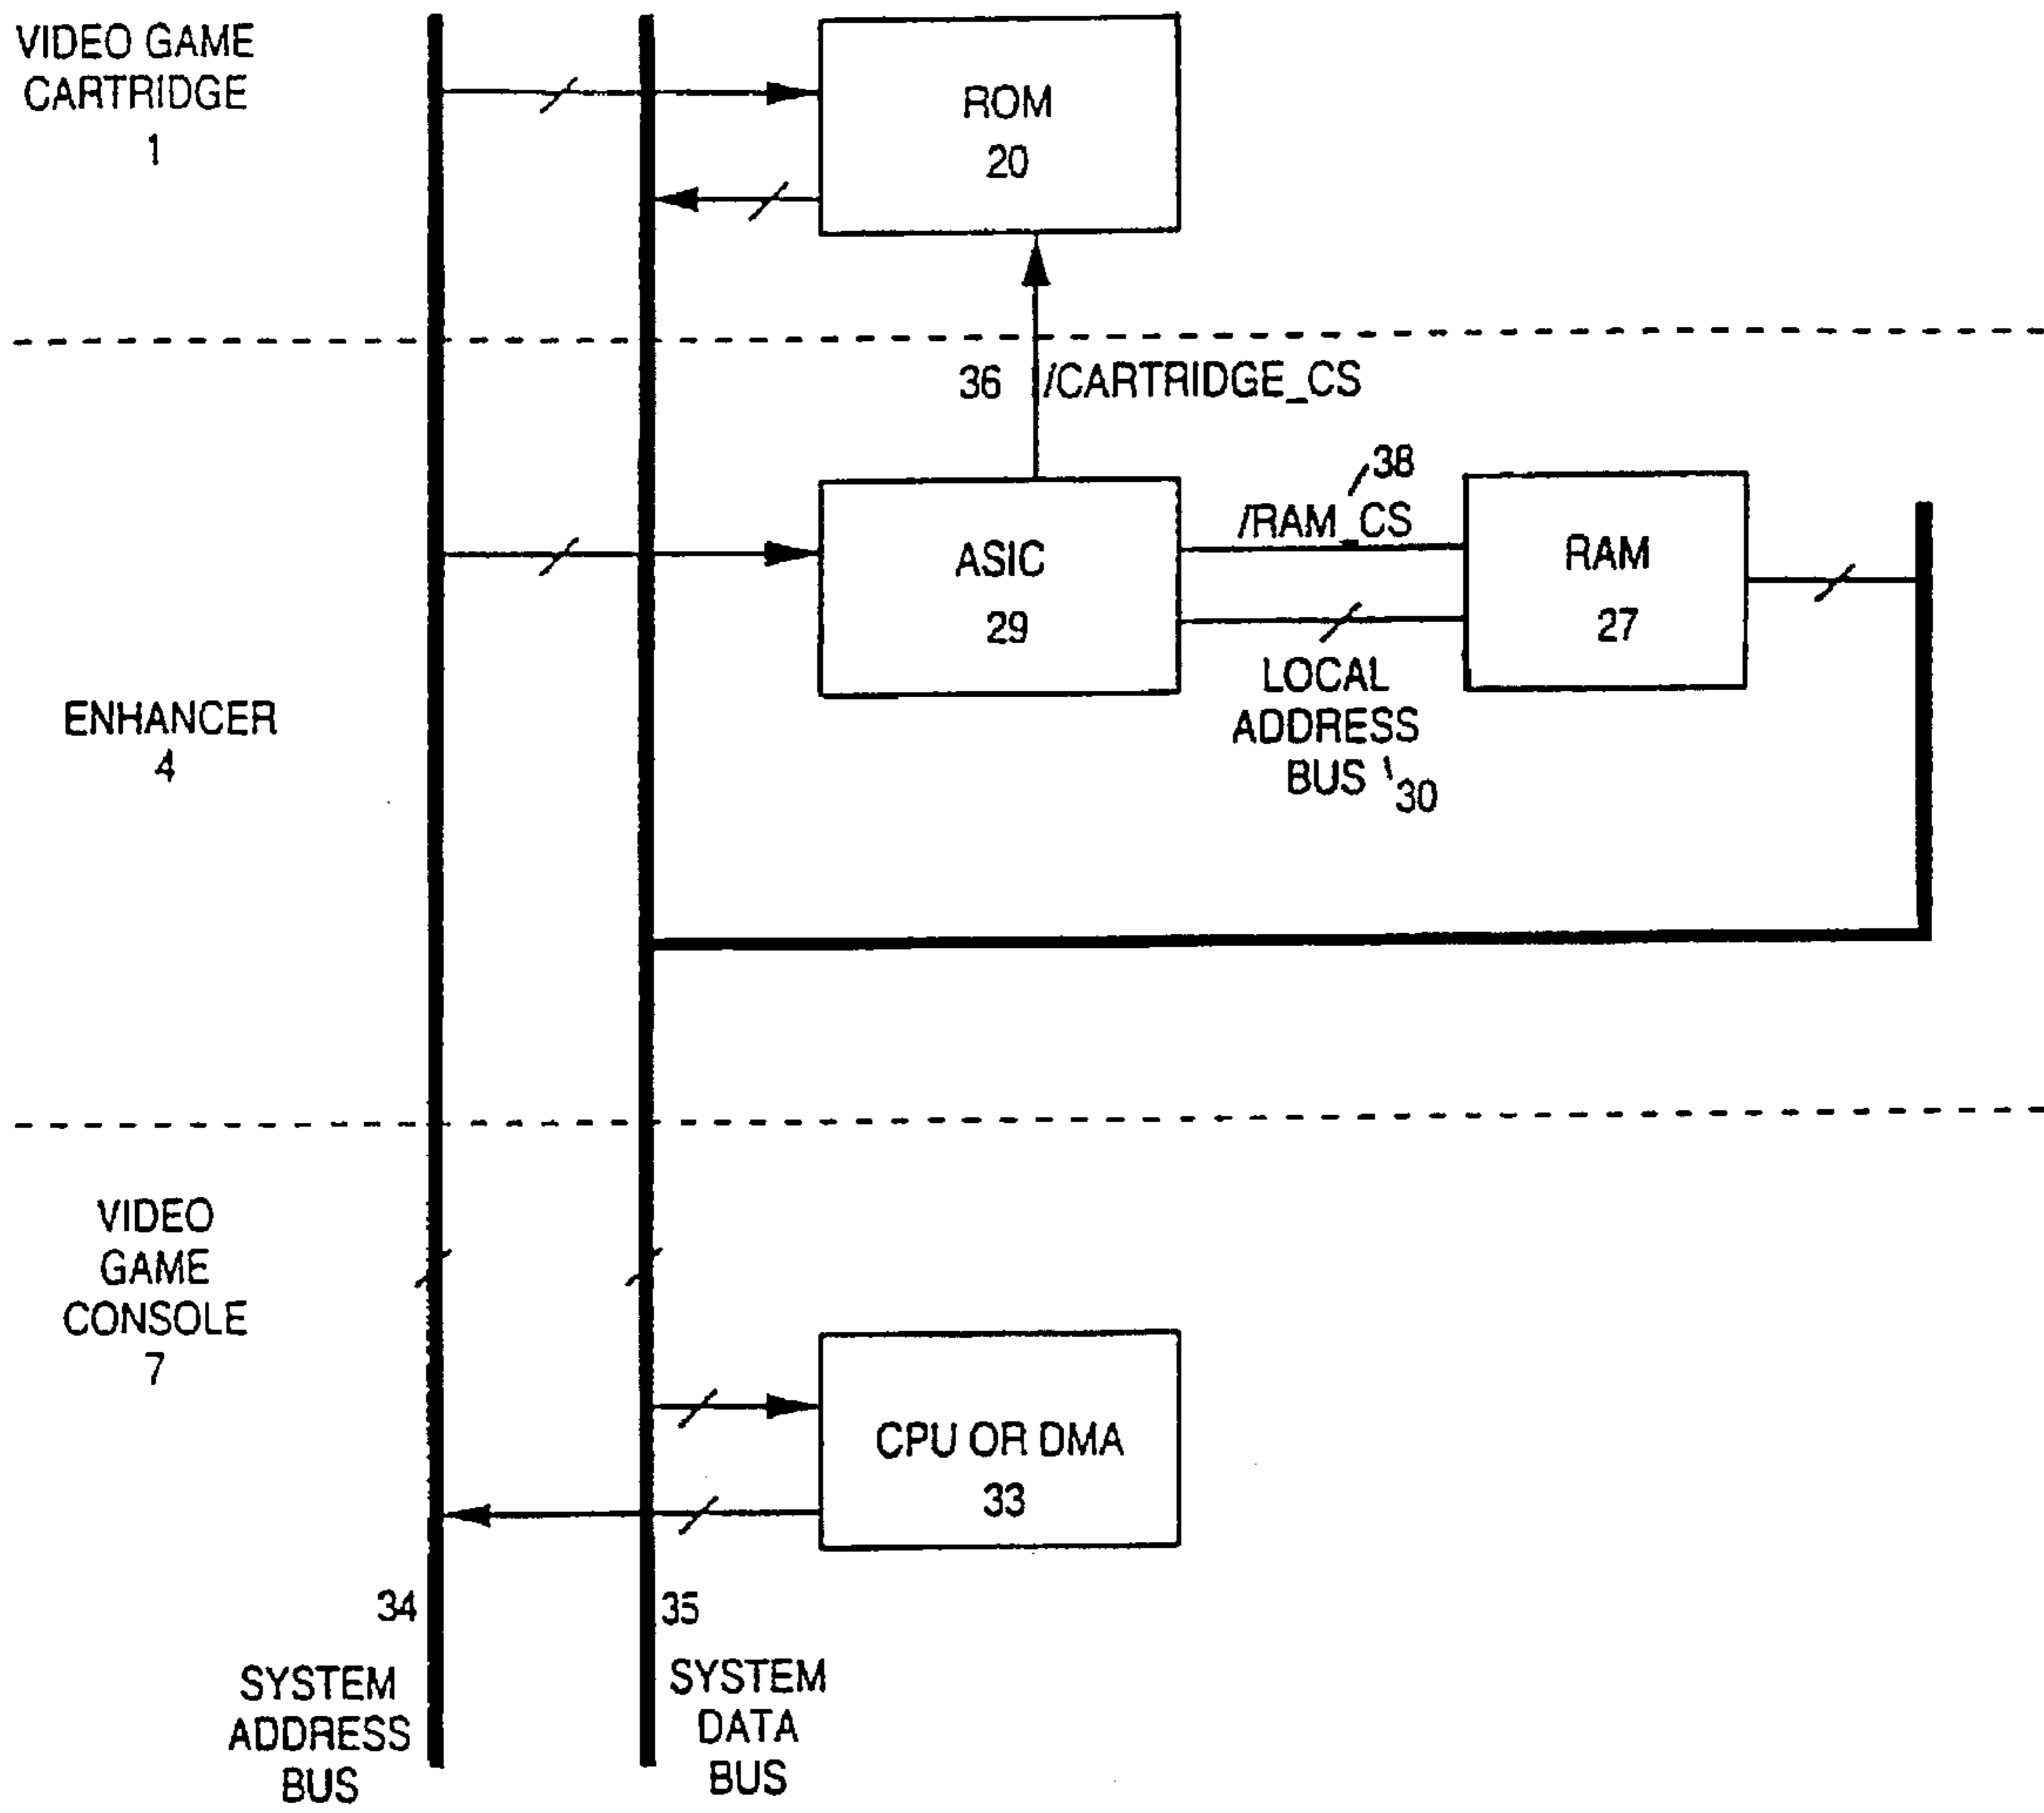 VIDEO GAME
CARTRIDGE
1
ROM
20
36 /CARTRIDGE_CS
38
/RAM_CS
ASIC
29
RAM
27
LOCAL
ADDRESS
BUS 30
ENHANCER
4
VIDEO
GAME
CONSOLE
7
CPU OR DMA
33
34
35
SYSTEM
ADDRESS
BUS
SYSTEM
DATA
BUS